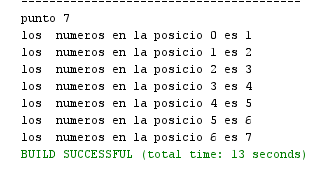 -----------------------------------------
punto 7
los  numeros en la posicio 0 es 1
los  numeros en la posicio 1 es 2
los  numeros en la posicio 2 es 3
los  numeros en la posicio 3 es 4
los  numeros en la posicio 4 es 5
los  numeros en la posicio 5 es 6
los  numeros en la posicio 6 es 7
BUILD SUCCESSFUL (total time: 13 seconds)